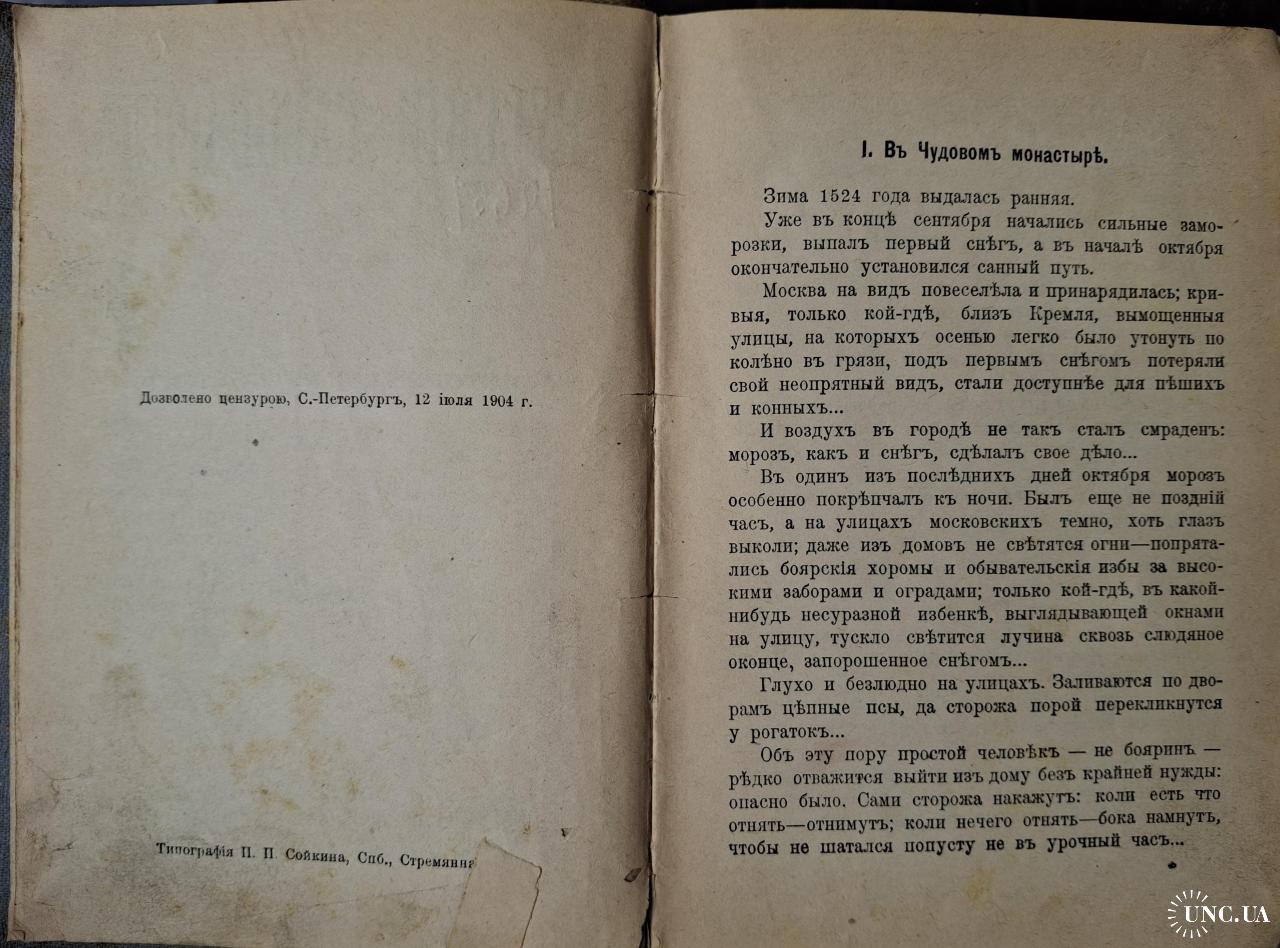 Дозволено цензурою, С.-Петербургъ, 12 іюля 1904 г.
Типографія П. П. Сойкина, Спб., Стремянна
I. Въ Чудовомъ монастырѣ.
Зима 1524 года выдалась ранняя.
Уже въ концѣ сентября начались сильные замо-
розки, выпалъ первый снѣгъ, а въ началѣ октября
окончательно установился санный путь.
Москва на видъ повеселѣла и принарядилась; кри-
выя, только кой-гдѣ, близъ Кремля, вымощенныя
улицы, на которыхъ осенью легко было утонуть по
колѣно въ грязи, подъ первымъ снѣгомъ потеряли
свой неопрятный видъ, стали доступнѣе для пѣшихъ
и конныхъ...
И воздухъ въ городѣ не такъ сталъ смраденъ:
морозъ, какъ и снѣгъ, сдѣлалъ свое дѣло...
Въ одинъ изъ послѣднихъ дней октября морозъ
особенно покрѣпчалъ къ ночи. Былъ еще не поздній
часъ, а на улицахъ московскихъ темно, хоть глазъ
выколи; даже изъ домовъ не свѣтятся огни—попрята-
лись боярскія хоромы и обывательскія избы за высо-
кими заборами и оградами; только кой-гдѣ, въ какой-
нибудь несуразной избенкѣ, выглядывающей окнами
на улицу, тускло свѣтится лучина сквозь слюдяное
оконце, запорошенное снѣгомъ...
Глухо и безлюдно на улицахъ. Заливаются по дво-
рамъ цѣпные псы, да сторожа порой перекликнутся
у рогатокъ...
Объ эту пору простой человѣкъ — не бояринъ —
рѣдко отважится выйти изъ дому безъ крайней нужды:
опасно было. Сами сторожа накажутъ: коли есть что
отнять—отнимутъ; коли нечего отнять—бока намнутъ,
чтобы не шатался попусту не въ урочный часъ...
UNC.UA